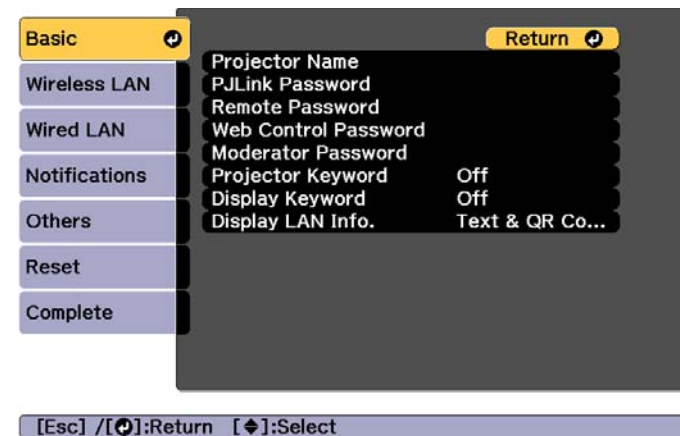 Basic
Wireless LAN
Wired LAN
Notifications
Others
Reset
Complete
Return
Projector Name
PJLink Password
Remote Password
Web Control Password
Moderator Password
Projector Keyword Off
Display Keyword Off
Display LAN Info. Text & QR Co...
[Esc] /[]:Return []:Select